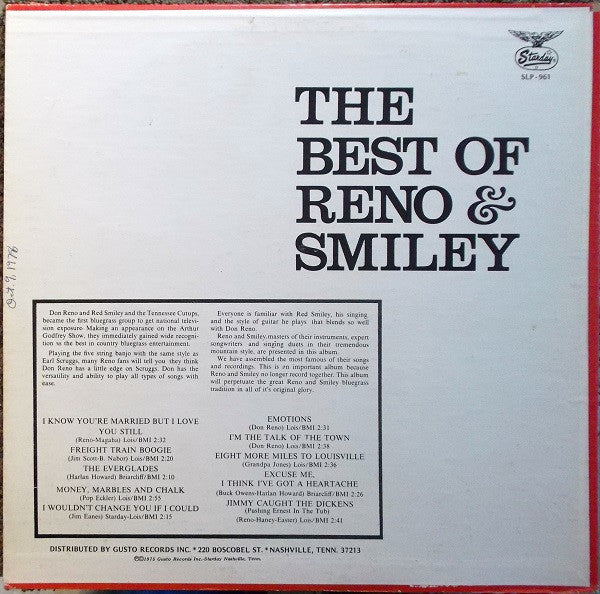 Starday
SLP-961
THE
BEST OF
RENO &
SMILEY
Oct 9, 1978
Don Reno and Red Smiley and the Tennessee Cutups,
became the first bluegrass group to get national televi-
sion exposure. Making an appearance on the Arthur
Godfrey Show, they immediately gained wide recogni-
tion as the best in country bluegrass entertainment.
Playing the five string banjo with the same style as
Earl Scruggs, many Reno fans will tell you they think
Don Reno has a little edge on Scruggs. Don has the
versatility and ability to play all types of songs with
ease.
Everyone is familiar with Red Smiley, his singing
and the style of guitar he plays that blends so well
with Don Reno.
Reno and Smiley,masters of their instruments, expert
songwriters and singing duets in their tremendous
mountain style, are presented in this album.
We have assembled the most famous of their songs
and recordings. This is an important album because
Reno and Smiley no longer record together. This album
will perpetuate the great Reno and Smiley bluegrass
tradition in all of it's original glory.
I KNOW YOU'RE MARRIED BUT I LOVE
YOU STILL
(Reno-Magaha) Lois/BMI 2:32
FREIGHT TRAIN BOOGIE
(Jim Scott-B. Nabor) Lois/BMI 2:20
THE EVERGLADES
(Harlan Howard) Briarcliff/BMI 2:10
MONEY, MARBLES AND CHALK
(Pop Eckler) Lois/BMI 2:55
I WOULDN'T CHANGE YOU IF I COULD
(Jim Eanes) Starday-Lois/BMI 2:15
EMOTIONS
(Don Reno) Lois/BMI 2:31
I'M THE TALK OF THE TOWN
(Don Reno) Lois/BMI 2:38
EIGHT MORE MILES TO LOUISVILLE
(Grandpa Jones) Lois/BMI 2:36
EXCUSE ME,
I THINK I'VE GOT A HEARTACHE
(Buck Owens-Harlan Howard) Briarcliff/BMI 2:26
JIMMY CAUGHT THE DICKENS
(Pushing Ernest In The Tub)
(Reno-Haney-Easter) Lois/BMI 2:41
DISTRIBUTED BY GUSTO RECORDS INC. * 220 BOSCOBEL ST. * NASHVILLE, TENN. 37213
©Ⓟ1975 Gusto Records Inc.-Starday Nashville, Tenn.